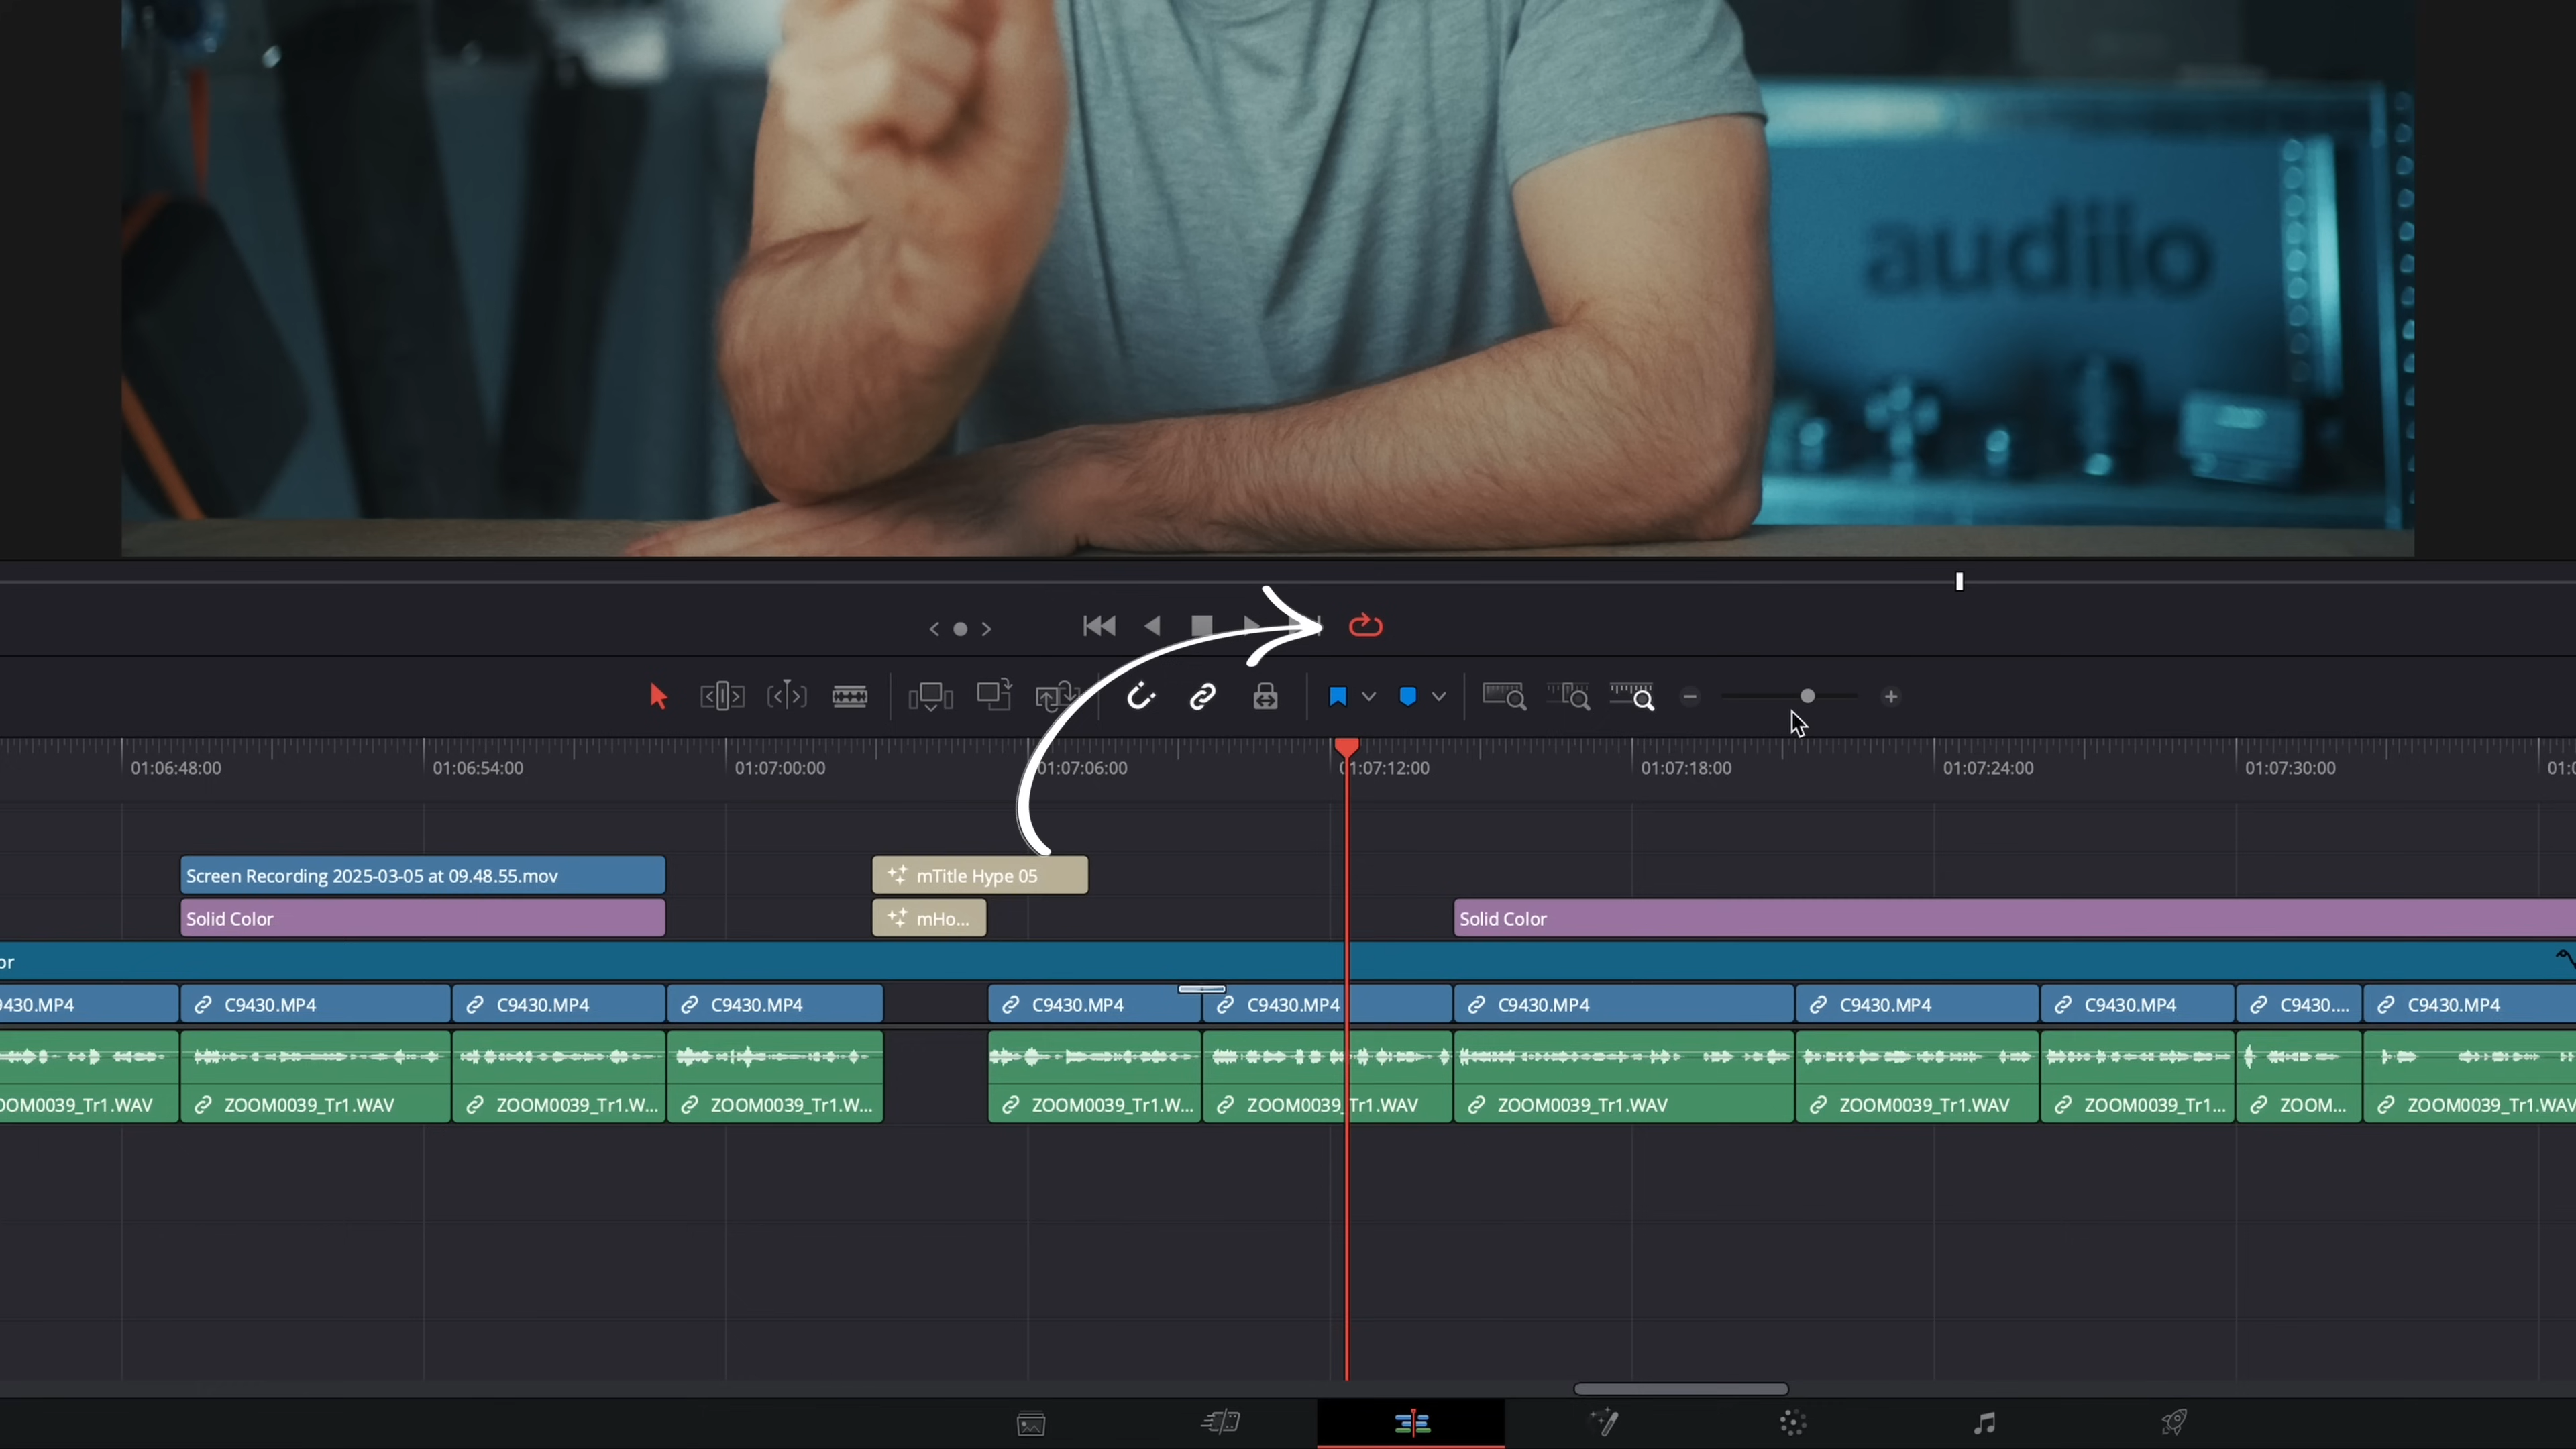 audiio
01:06:48:00
01:06:54:00
01:07:00:00
01:07:06:00
01:07:12:00
01:07:18:00
01:07:24:00
01:07:30:00
01:0
Screen Recording 2025-03-05 at 09.48.55.mov
mTitle Hype 05
Solid Color
mHo...
Solid Color
or
430.MP4
C9430.MP4
C9430.MP4
C9430.MP4
C9430.MP4
C9430.MP4
C9430.MP4
C9430.MP4
C9430.MP4
C9430....
C9430.MP4
OOM0039_Tr1.WAV
ZOOM0039_Tr1.WAV
ZOOM0039_Tr1.W...
ZOOM0039_Tr1.W...
ZOOM0039_Tr1.W...
ZOOM0039_Tr1.WAV
ZOOM0039_Tr1.WAV
ZOOM0039_Tr1.WAV
ZOOM0039_Tr1...
ZOOM...
ZOOM0039_Tr1.WAV